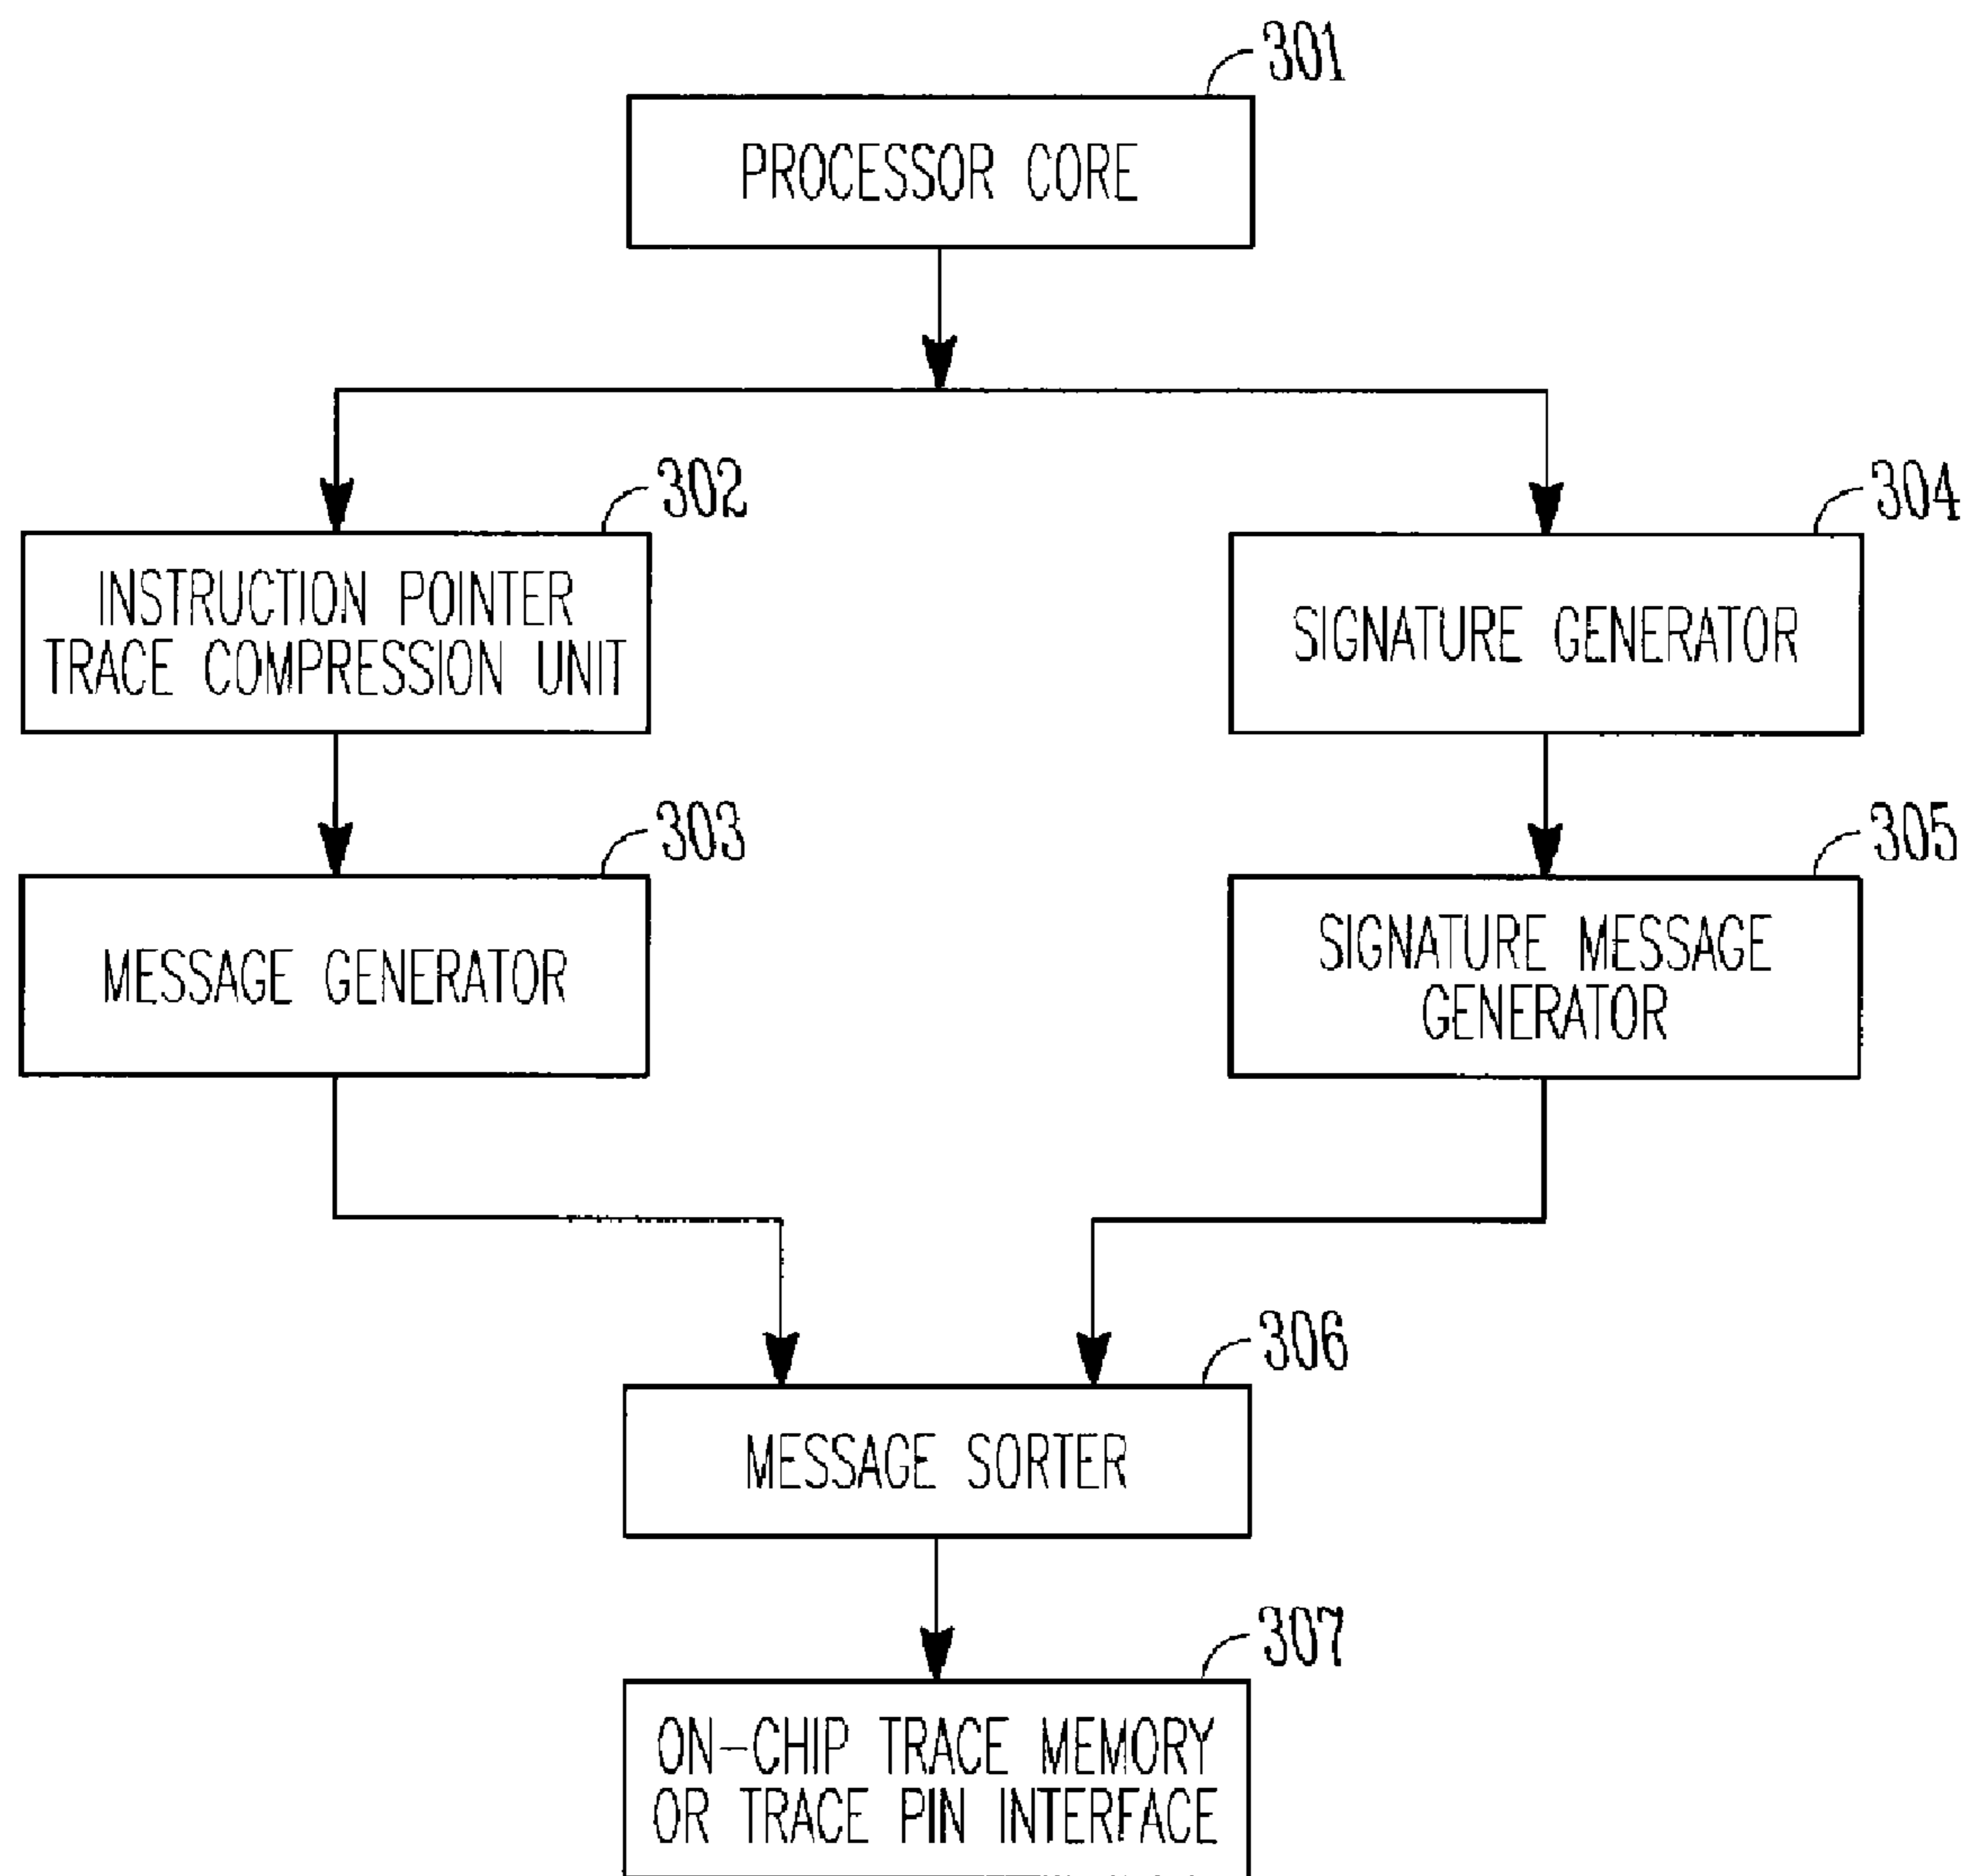 301
PROCESSOR CORE
302
INSTRUCTION POINTER
TRACE COMPRESSION UNIT
304
SIGNATURE GENERATOR
303
MESSAGE GENERATOR
305
SIGNATURE MESSAGE
GENERATOR
306
MESSAGE SORTER
307
ON-CHIP TRACE MEMORY
OR TRACE PIN INTERFACE